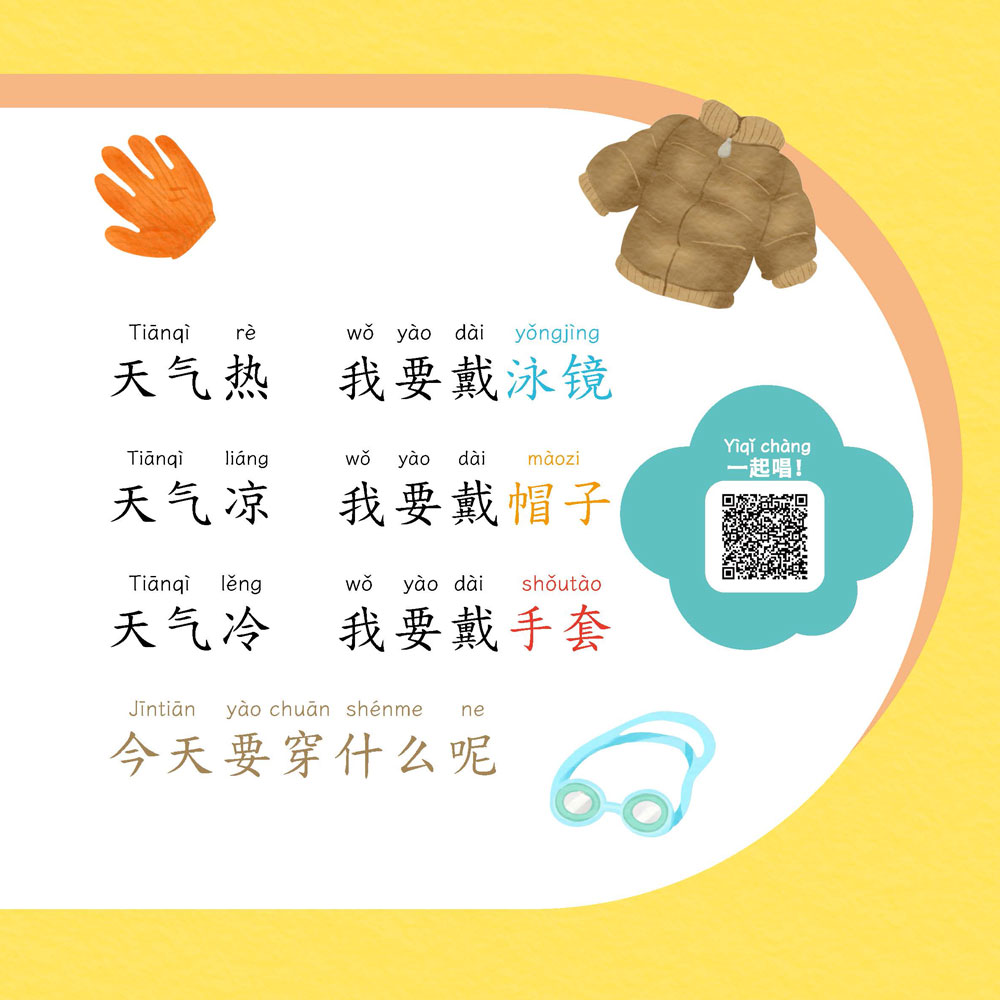 Tiānqì rè wǒ yào dài yǒngjìng
天气热 我要戴泳镜
Tiānqì liáng wǒ yào dài màozi
天气凉 我要戴帽子
Yìqǐ chàng
一起唱!
Tiānqì lěng wǒ yào dài shǒutào
天气冷 我要戴手套
Jīntiān yào chuān shénme ne
今天要穿什么呢